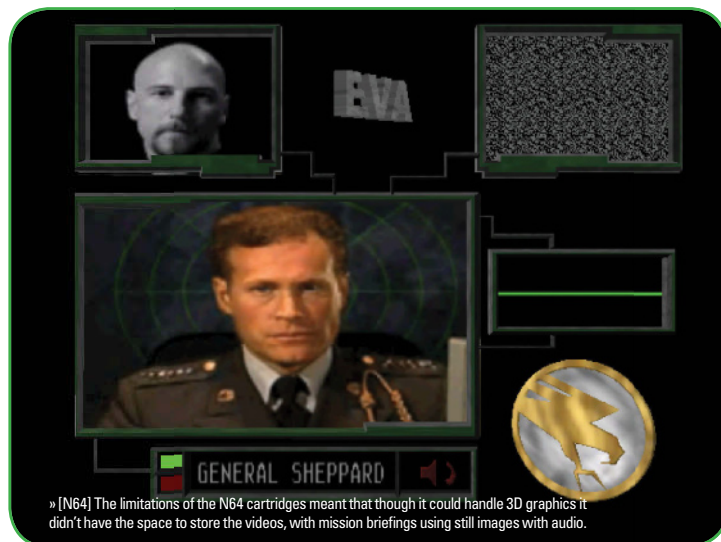 EVA
GENERAL SHEPPARD
» [N64] The limitations of the N64 cartridges meant that though it could handle 3D graphics it
didn't have the space to store the videos, with mission briefings using still images with audio.